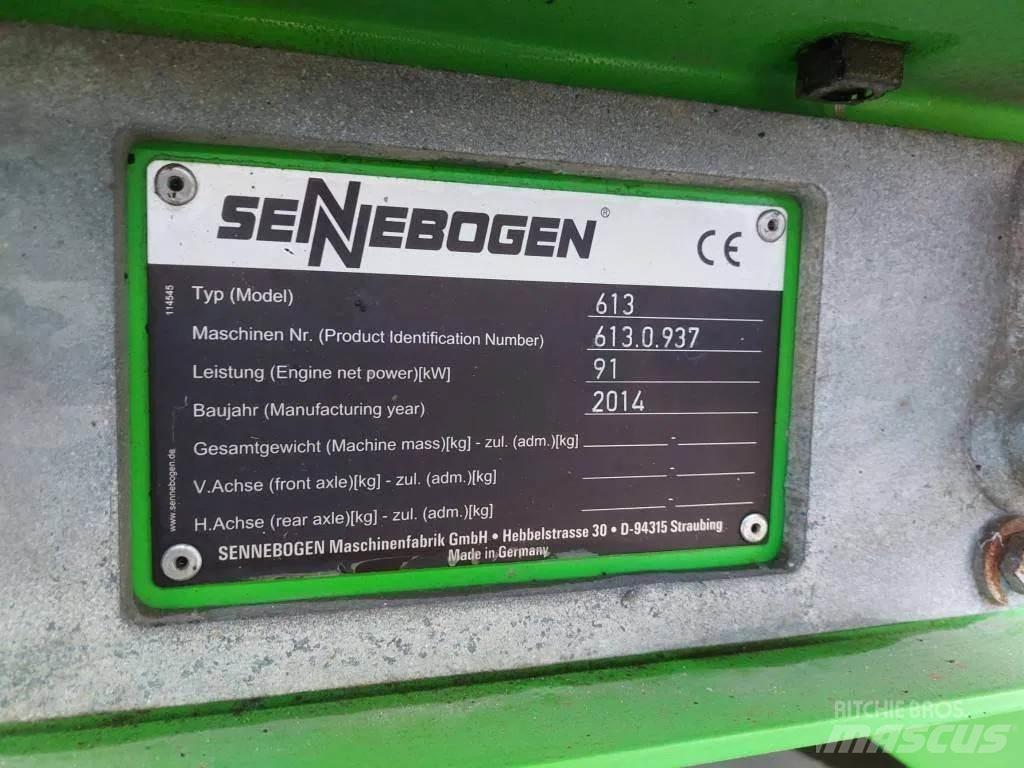 SENNEBOGEN®
CE
114545
Typ (Model) 613
Maschinen Nr. (Product Identification Number) 613.0.937
Leistung (Engine net power)[kW] 91
Baujahr (Manufacturing year) 2014
Gesamtgewicht (Machine mass)[kg] - zul. (adm.)[kg] -
V.Achse (front axle)[kg] - zul. (adm.)[kg] -
H.Achse (rear axle)[kg] - zul. (adm.)[kg] -
www.sennebogen.de
SENNEBOGEN Maschinenfabrik GmbH • Hebbelstrasse 30 • D-94315 Straubing
Made in Germany
RITCHIE BROS.
mascus